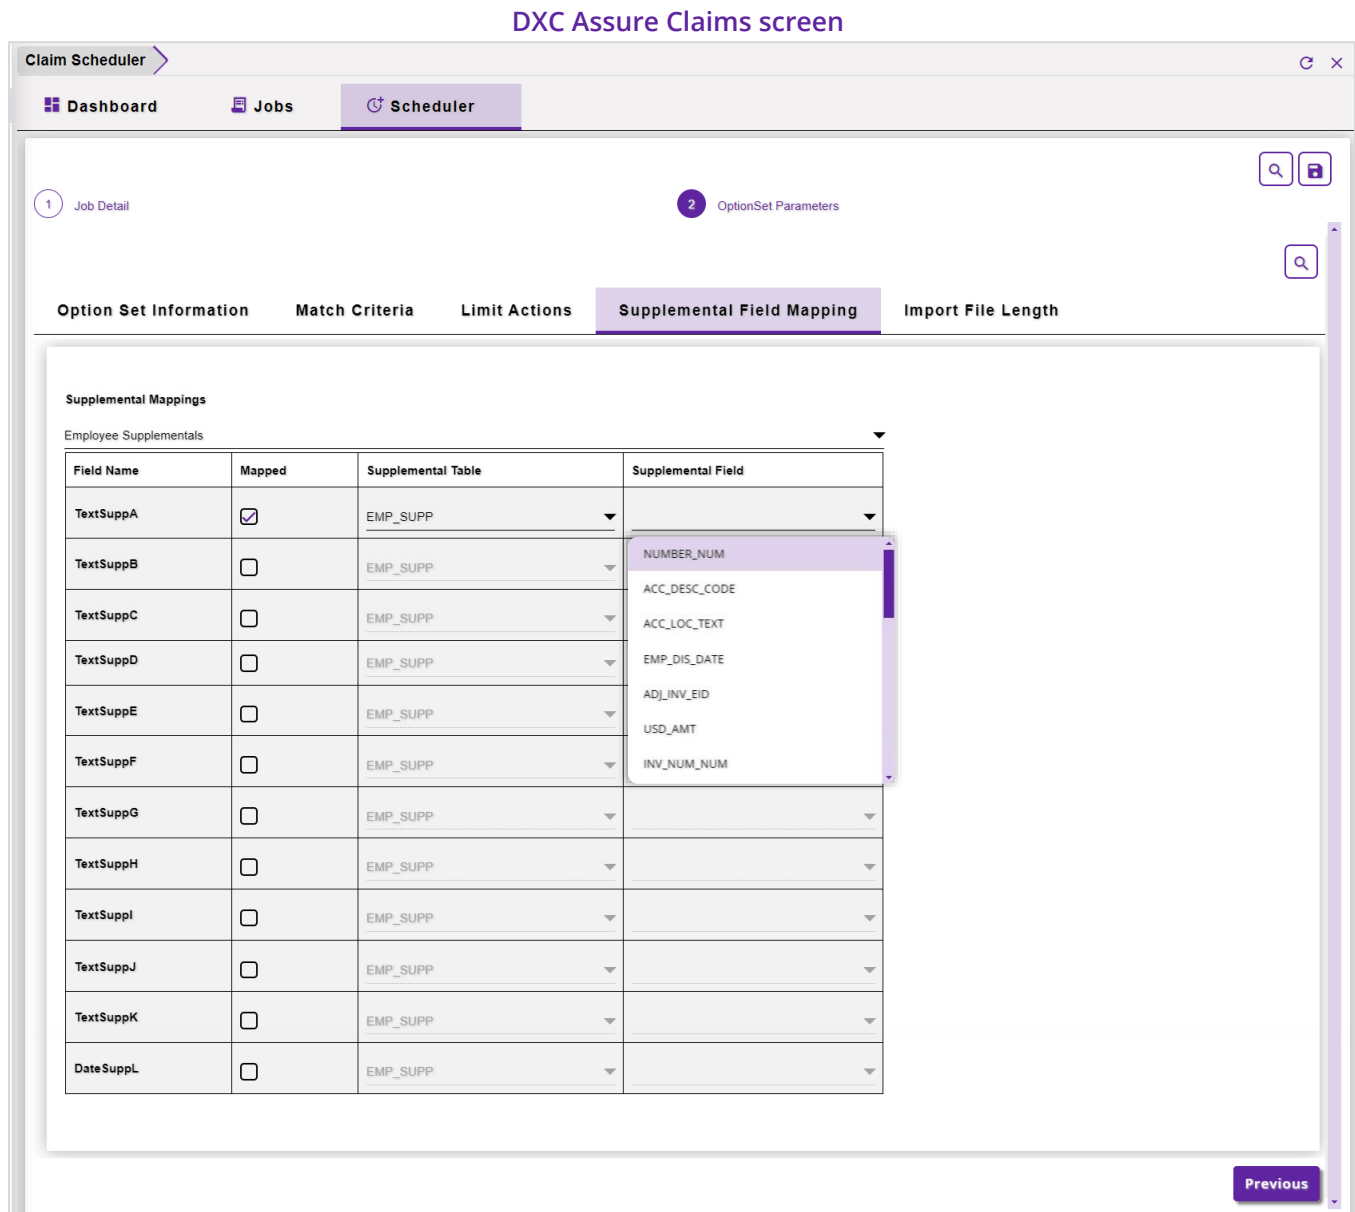 DXC Assure Claims screen
Claim Scheduler
Dashboard Jobs Scheduler
1 Job Detail 2 OptionSet Parameters
Option Set Information Match Criteria Limit Actions Supplemental Field Mapping Import File Length
Supplemental Mappings
Employee Supplementals
Field Name Mapped Supplemental Table Supplemental Field
TextSuppA EMP_SUPP
NUMBER_NUM
TextSuppB EMP_SUPP
ACC_DESC_CODE
TextSuppC EMP_SUPP
ACC_LOC_TEXT
TextSuppD EMP_SUPP
EMP_DIS_DATE
ADJ_INV_EID
TextSuppE EMP_SUPP
USD_AMT
TextSuppF EMP_SUPP
INV_NUM_NUM
TextSuppG EMP_SUPP
TextSuppH EMP_SUPP
TextSuppI EMP_SUPP
TextSuppJ EMP_SUPP
TextSuppK EMP_SUPP
DateSuppL EMP_SUPP
Previous